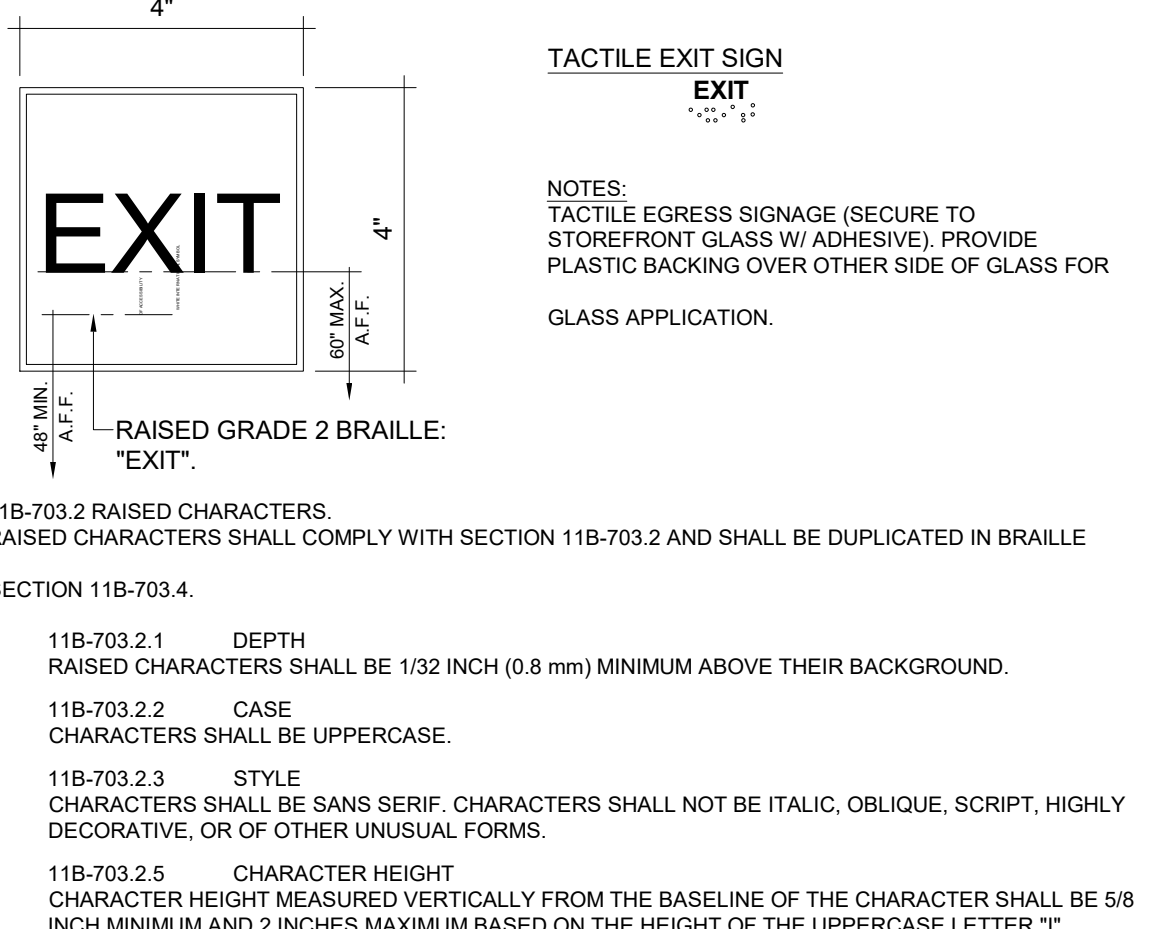 4"
TACTILE EXIT SIGN
EXIT
NOTES:
TACTILE EGRESS SIGNAGE (SECURE TO
STOREFRONT GLASS W/ ADHESIVE). PROVIDE
PLASTIC BACKING OVER OTHER SIDE OF GLASS FOR
GLASS APPLICATION.
EXIT
4"
OF ACCESSIBILITY
60" MAX.
A.F.F.
48" MIN.
A.F.F.
RAISED GRADE 2 BRAILLE:
"EXIT".
1B-703.2 RAISED CHARACTERS.
RAISED CHARACTERS SHALL COMPLY WITH SECTION 11B-703.2 AND SHALL BE DUPLICATED IN BRAILLE
SECTION 11B-703.4.
11B-703.2.1 DEPTH
RAISED CHARACTERS SHALL BE 1/32 INCH (0.8 mm) MINIMUM ABOVE THEIR BACKGROUND.
11B-703.2.2 CASE
CHARACTERS SHALL BE UPPERCASE.
11B-703.2.3 STYLE
CHARACTERS SHALL BE SANS SERIF. CHARACTERS SHALL NOT BE ITALIC, OBLIQUE, SCRIPT, HIGHLY
DECORATIVE, OR OF OTHER UNUSUAL FORMS.
11B-703.2.5 CHARACTER HEIGHT
CHARACTER HEIGHT MEASURED VERTICALLY FROM THE BASELINE OF THE CHARACTER SHALL BE 5/8
INCH MINIMUM AND 2 INCHES MAXIMUM BASED ON THE HEIGHT OF THE UPPERCASE LETTER "I"